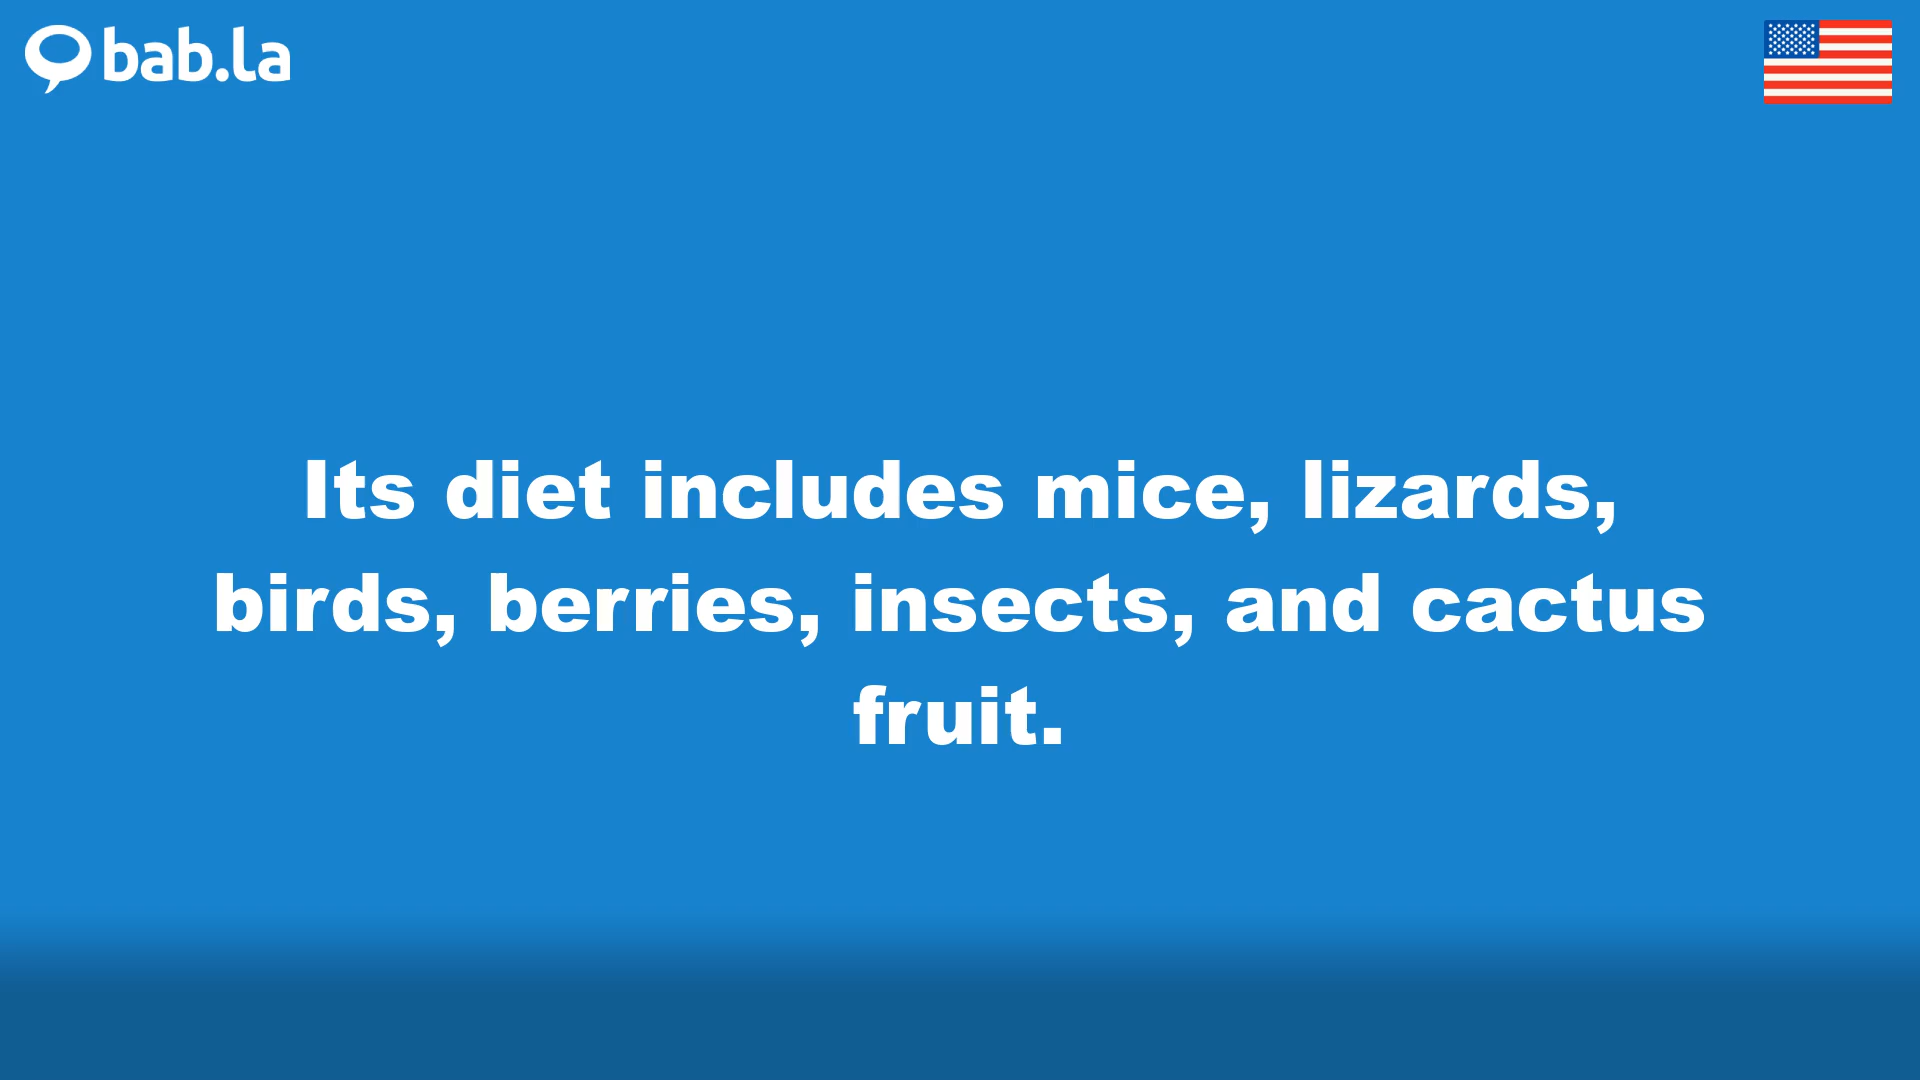 bab.la
Its diet includes mice, lizards,
birds, berries, insects, and cactus
fruit.